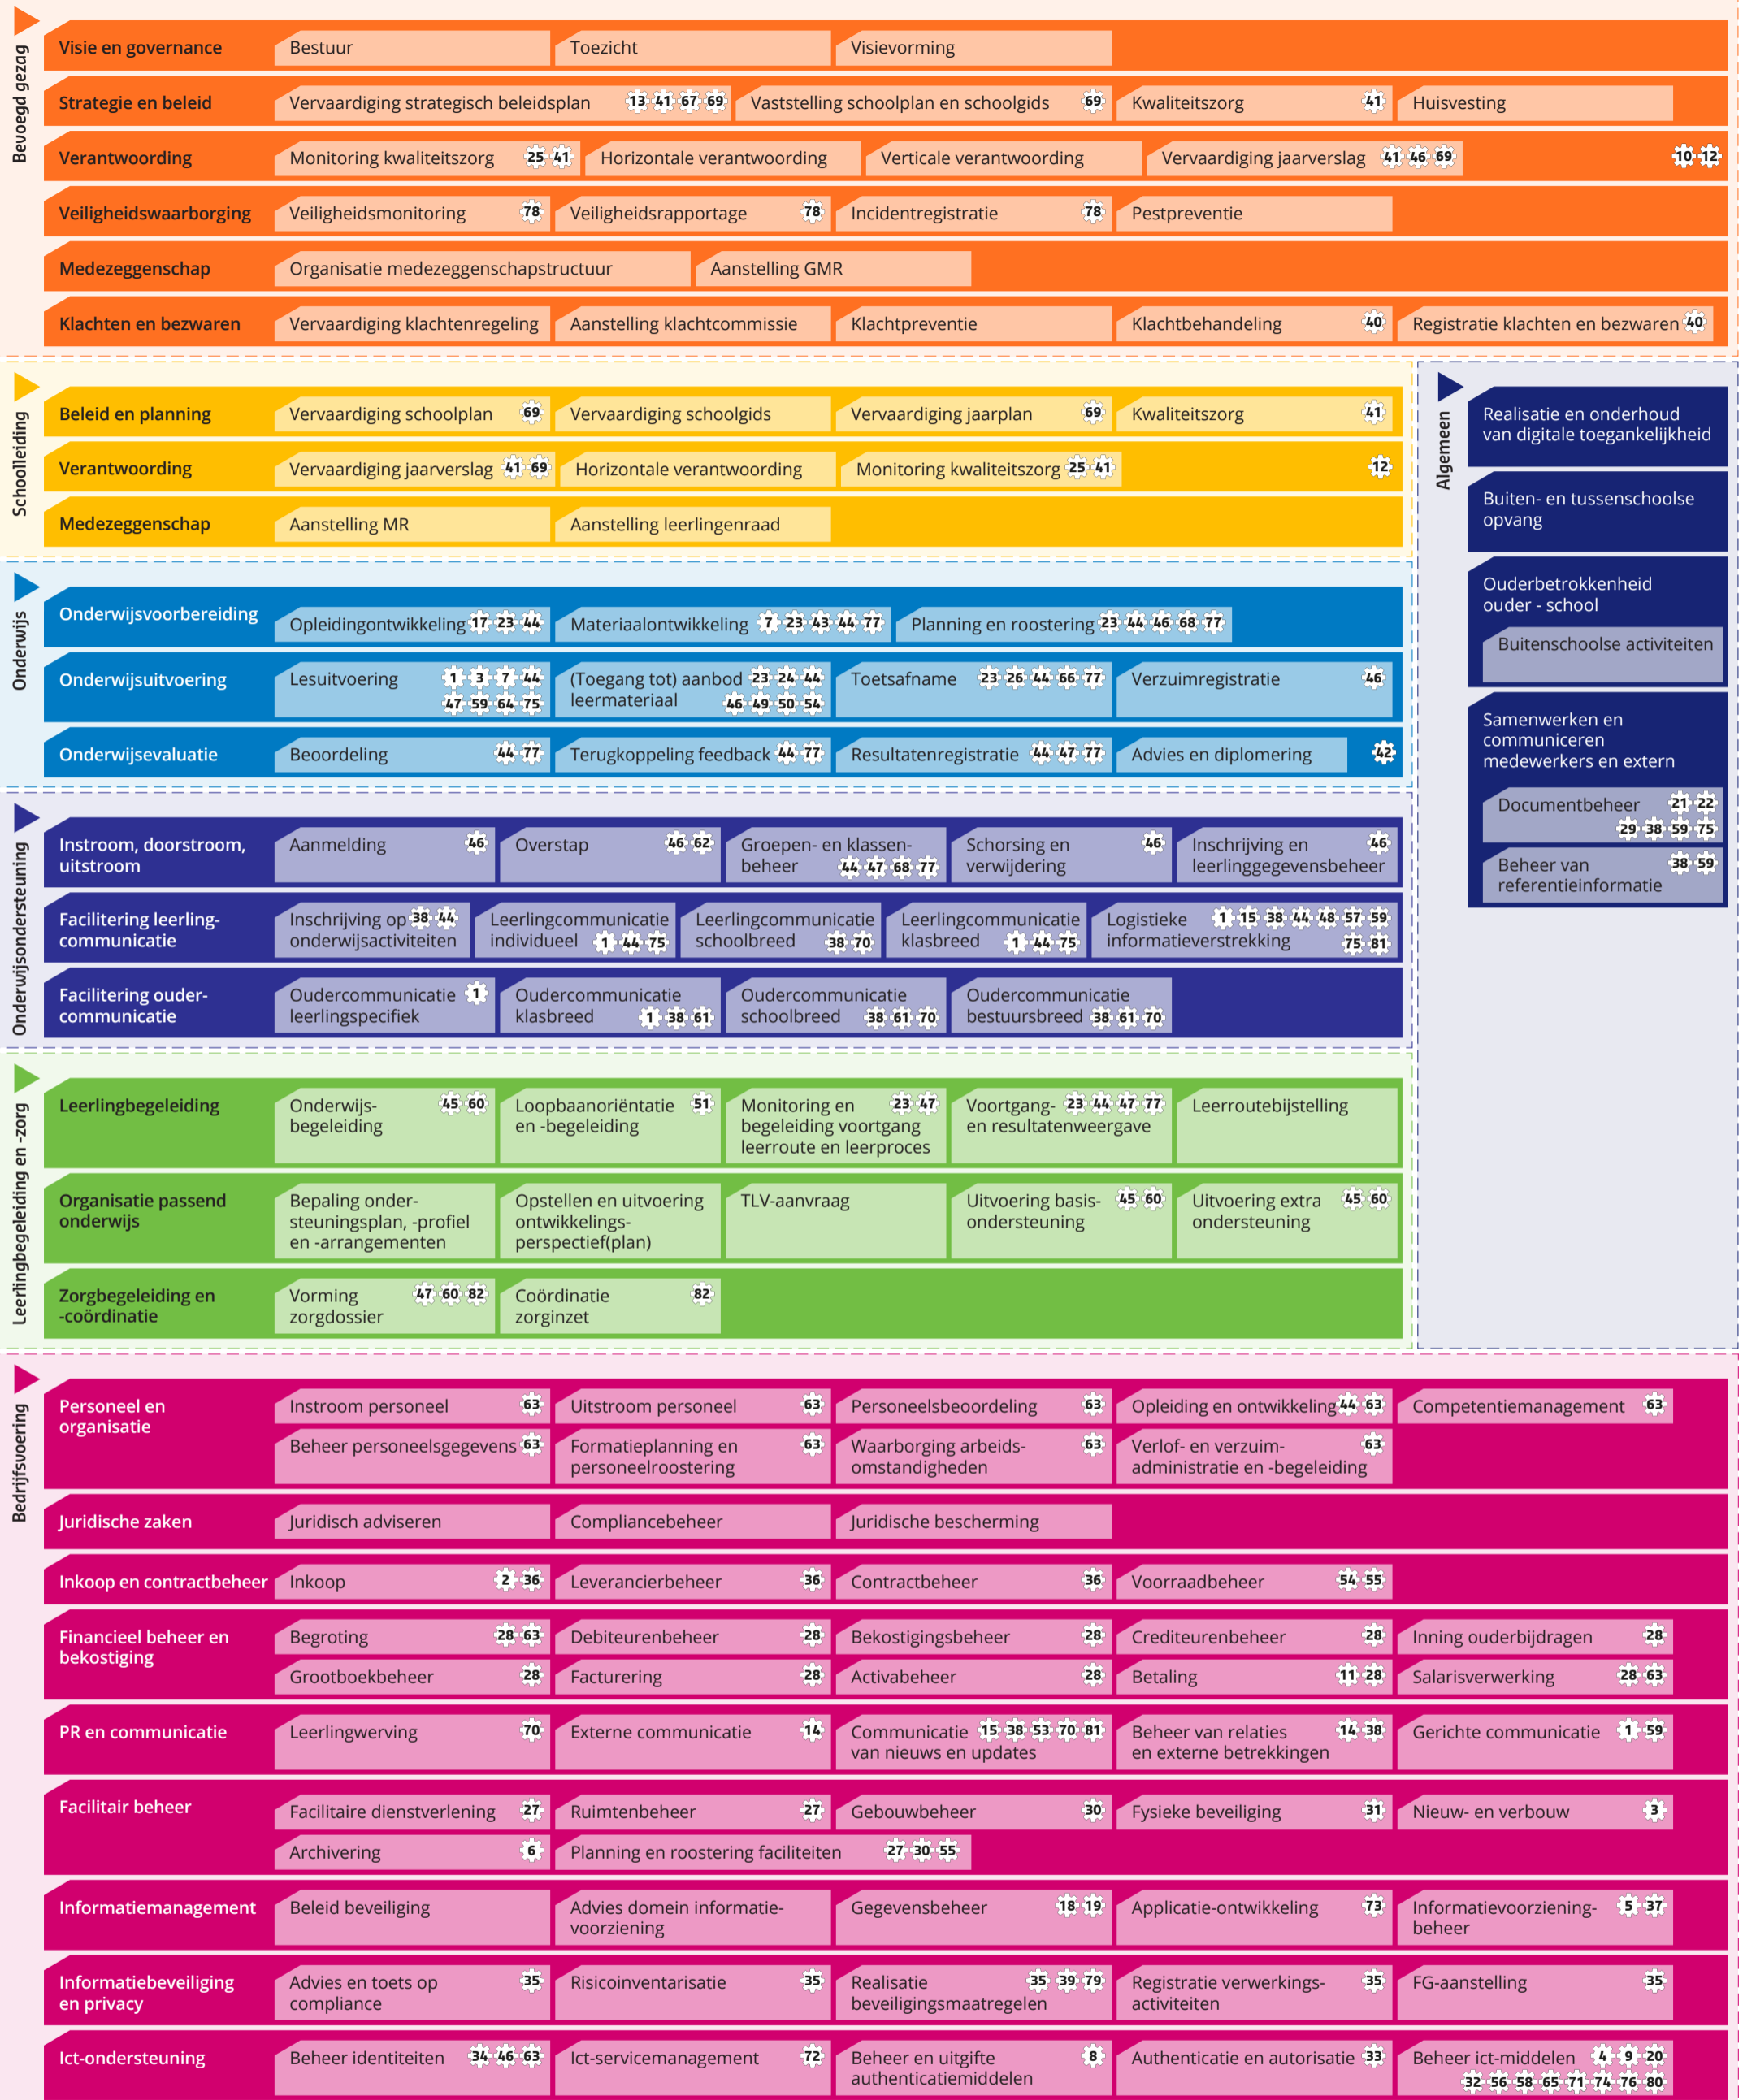 Bevoegd gezag
Visie en governance
Bestuur
Toezicht
Visievorming
Strategie en beleid
Vervaardiging strategisch beleidsplan 13 41 67 69
Vaststelling schoolplan en schoolgids 69
Kwaliteitszorg 41
Huisvesting
Verantwoording
Monitoring kwaliteitszorg 25 41
Horizontale verantwoording
Verticale verantwoording
Vervaardiging jaarverslag 41 46 69
10 12
Veiligheidswaarborging
Veiligheidsmonitoring 78
Veiligheidsrapportage 78
Incidentregistratie 78
Pestpreventie
Medezeggenschap
Organisatie medezeggenschapstructuur
Aanstelling GMR
Klachten en bezwaren
Vervaardiging klachtenregeling
Aanstelling klachtcommissie
Klachtpreventie
Klachtbehandeling 40
Registratie klachten en bezwaren 40
Schoolleiding
Beleid en planning
Vervaardiging schoolplan 69
Vervaardiging schoolgids
Vervaardiging jaarplan 69
Kwaliteitszorg 41
Verantwoording
Vervaardiging jaarverslag 41 69
Horizontale verantwoording
Monitoring kwaliteitszorg 25 41
12
Medezeggenschap
Aanstelling MR
Aanstelling leerlingenraad
Algemeen
Realisatie en onderhoud
van digitale toegankelijkheid
Buiten- en tussenschoolse
opvang
Ouderbetrokkenheid
ouder - school
Buitenschoolse activiteiten
Samenwerken en
communiceren
medewerkers en extern
Documentbeheer 21 22
29 38 59 75
Beheer van 38 59
referentieinformatie
Onderwijs
Onderwijsvoorbereiding
Opleidingontwikkeling 17 23 44
Materiaalontwikkeling 7 23 43 44 77
Planning en roostering 23 44 46 68 77
Onderwijsuitvoering
Lesuitvoering 1 3 7 44
47 59 64 75
(Toegang tot) aanbod 23 24 44
leermateriaal 46 49 50 54
Toetsafname 23 26 44 66 77
Verzuimregistratie 46
Onderwijsevaluatie
Beoordeling 44 77
Terugkoppeling feedback 44 77
Resultatenregistratie 44 47 77
Advies en diplomering
42
Onderwijsondersteuning
Instroom, doorstroom,
uitstroom
Aanmelding 46
Overstap 46 62
Groepen- en klassen-
beheer 44 47 68 77
Schorsing en 46
verwijdering
Inschrijving en 46
leerlinggegevensbeheer
Facilitering leerling-
communicatie
Inschrijving op 38 44
onderwijsactiviteiten
Leerlingcommunicatie
individueel 1 44 75
Leerlingcommunicatie
schoolbreed 38 70
Leerlingcommunicatie
klasbreed 1 44 75
Logistieke 1 15 38 44 48 57 59
informatieverstrekking 75 81
Facilitering ouder-
communicatie
Oudercommunicatie 1
leerlingspecifiek
Oudercommunicatie
klasbreed 1 38 61
Oudercommunicatie
schoolbreed 38 61 70
Oudercommunicatie
bestuursbreed 38 61 70
Leerlingbegeleiding en -zorg
Leerlingbegeleiding
Onderwijs- 45 60
begeleiding
Loopbaanoriëntatie 51
en -begeleiding
Monitoring en 23 47
begeleiding voortgang
leerroute en leerproces
Voortgang- 23 44 47 77
en resultatenweergave
Leerroutebijstelling
Organisatie passend
onderwijs
Bepaling onder-
steuningsplan, -profiel
en -arrangementen
Opstellen en uitvoering
ontwikkelings-
perspectief(plan)
TLV-aanvraag
Uitvoering basis- 45 60
ondersteuning
Uitvoering extra 45 60
ondersteuning
Zorgbegeleiding en
-coördinatie
Vorming 47 60 82
zorgdossier
Coördinatie 82
zorginzet
Bedrijfsvoering
Personeel en
organisatie
Instroom personeel 63
Uitstroom personeel 63
Personeelsbeoordeling 63
Opleiding en ontwikkeling 44 63
Competentiemanagement 63
Beheer personeelsgegevens 63
Formatieplanning en 63
personeelroostering
Waarborging arbeids- 63
omstandigheden
Verlof- en verzuim- 63
administratie en -begeleiding
Juridische zaken
Juridisch adviseren
Compliancebeheer
Juridische bescherming
Inkoop en contractbeheer
Inkoop 2 36
Leverancierbeheer 36
Contractbeheer 36
Voorraadbeheer 54 55
Financieel beheer en
bekostiging
Begroting 28 63
Debiteurenbeheer 28
Bekostigingsbeheer 28
Crediteurenbeheer 28
Inning ouderbijdragen 28
Grootboekbeheer 28
Facturering 28
Activabeheer 28
Betaling 11 28
Salarisverwerking 28 63
PR en communicatie
Leerlingwerving 70
Externe communicatie 14
Communicatie 15 38 53 70 81
van nieuws en updates
Beheer van relaties 14 38
en externe betrekkingen
Gerichte communicatie 1 59
Facilitair beheer
Facilitaire dienstverlening 27
Ruimtenbeheer 27
Gebouwbeheer 30
Fysieke beveiliging 31
Nieuw- en verbouw 3
Archivering 6
Planning en roostering faciliteiten 27 30 55
Informatiemanagement
Beleid beveiliging
Advies domein informatie-
voorziening
Gegevensbeheer 18 19
Applicatie-ontwikkeling 73
Informatievoorziening- 5 37
beheer
Informatiebeveiliging
en privacy
Advies en toets op 35
compliance
Risicoinventarisatie 35
Realisatie 35 39 79
beveiligingsmaatregelen
Registratie verwerkings- 35
activiteiten
FG-aanstelling 35
Ict-ondersteuning
Beheer identiteiten 34 46 63
Ict-servicemanagement 72
Beheer en uitgifte 8
authenticatiemiddelen
Authenticatie en autorisatie 33
Beheer ict-middelen 4 9 20
32 56 58 65 71 74 76 80